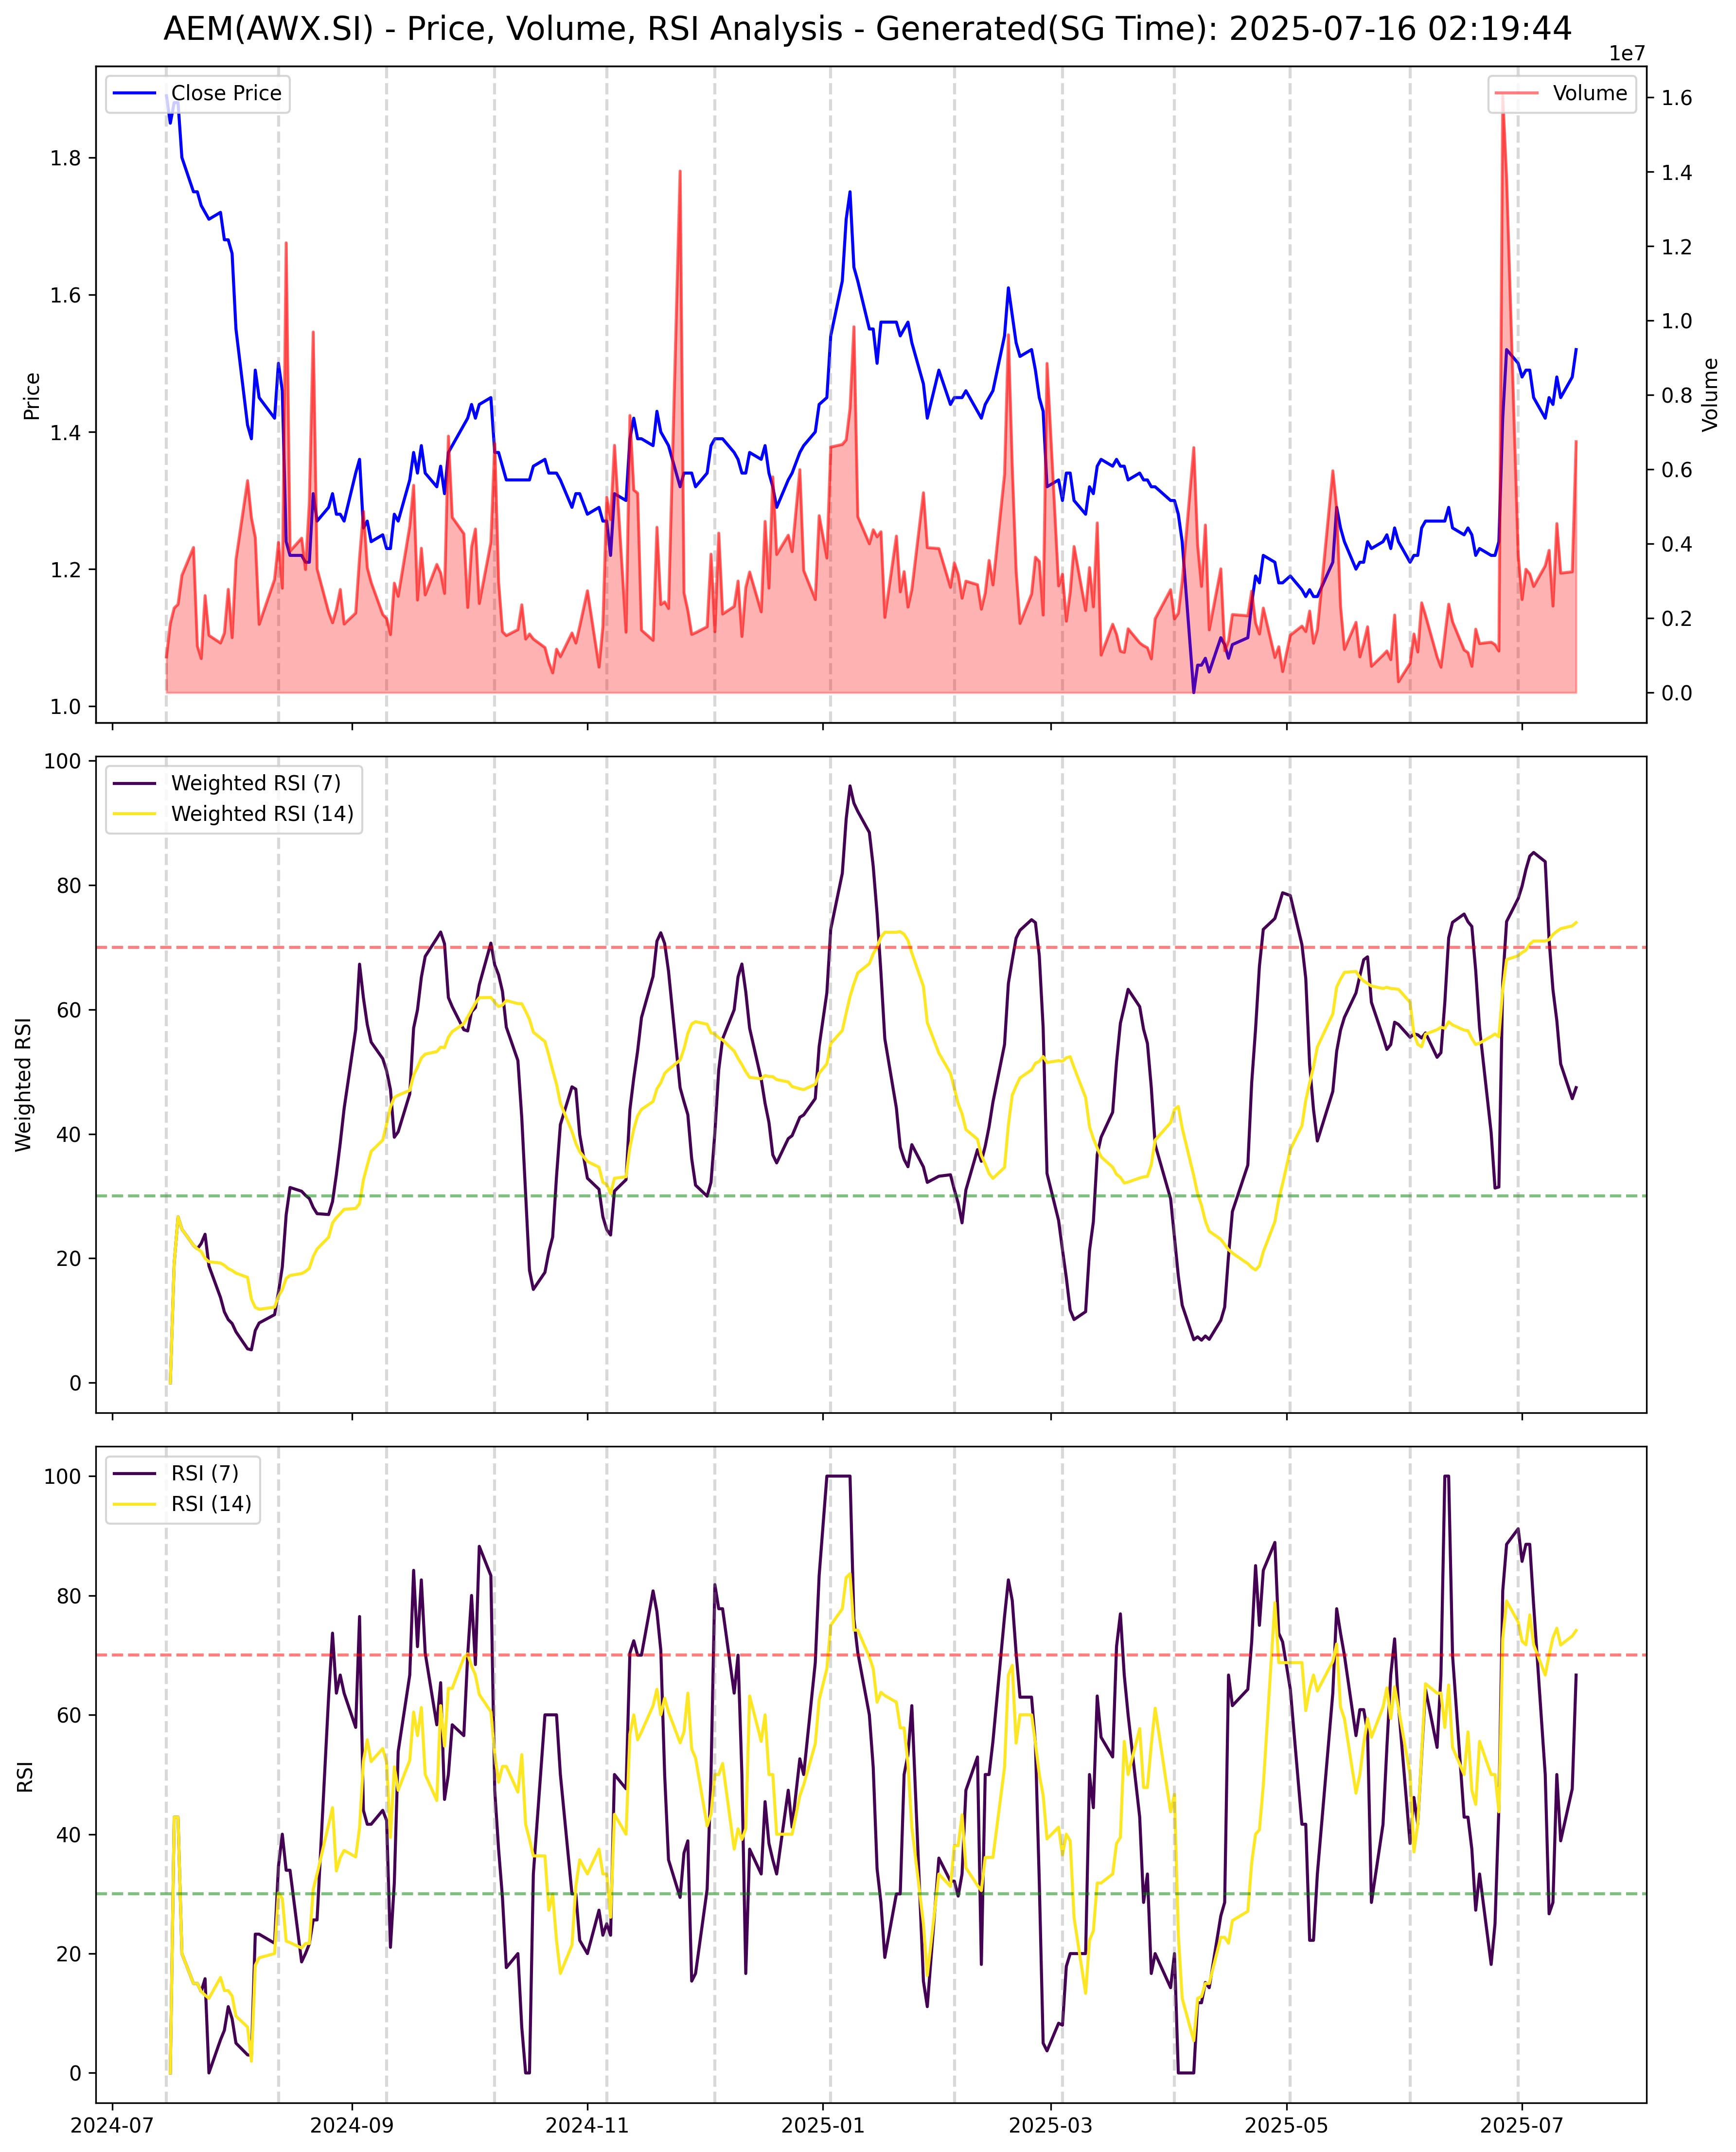 AEM(AWX.SI) - Price, Volume, RSI Analysis - Generated(SG Time): 2025-07-16 02:19:44
1e7
Close Price
Volume
1.8
1.6
1.4
1.2
1.0
Price
1.6
1.4
1.2
1.0
0.8
0.6
0.4
0.2
0.0
Volume
Weighted RSI (7)
Weighted RSI (14)
100
80
60
40
20
0
Weighted RSI
RSI (7)
RSI (14)
100
80
60
40
20
0
RSI
2024-07
2024-09
2024-11
2025-01
2025-03
2025-05
2025-07